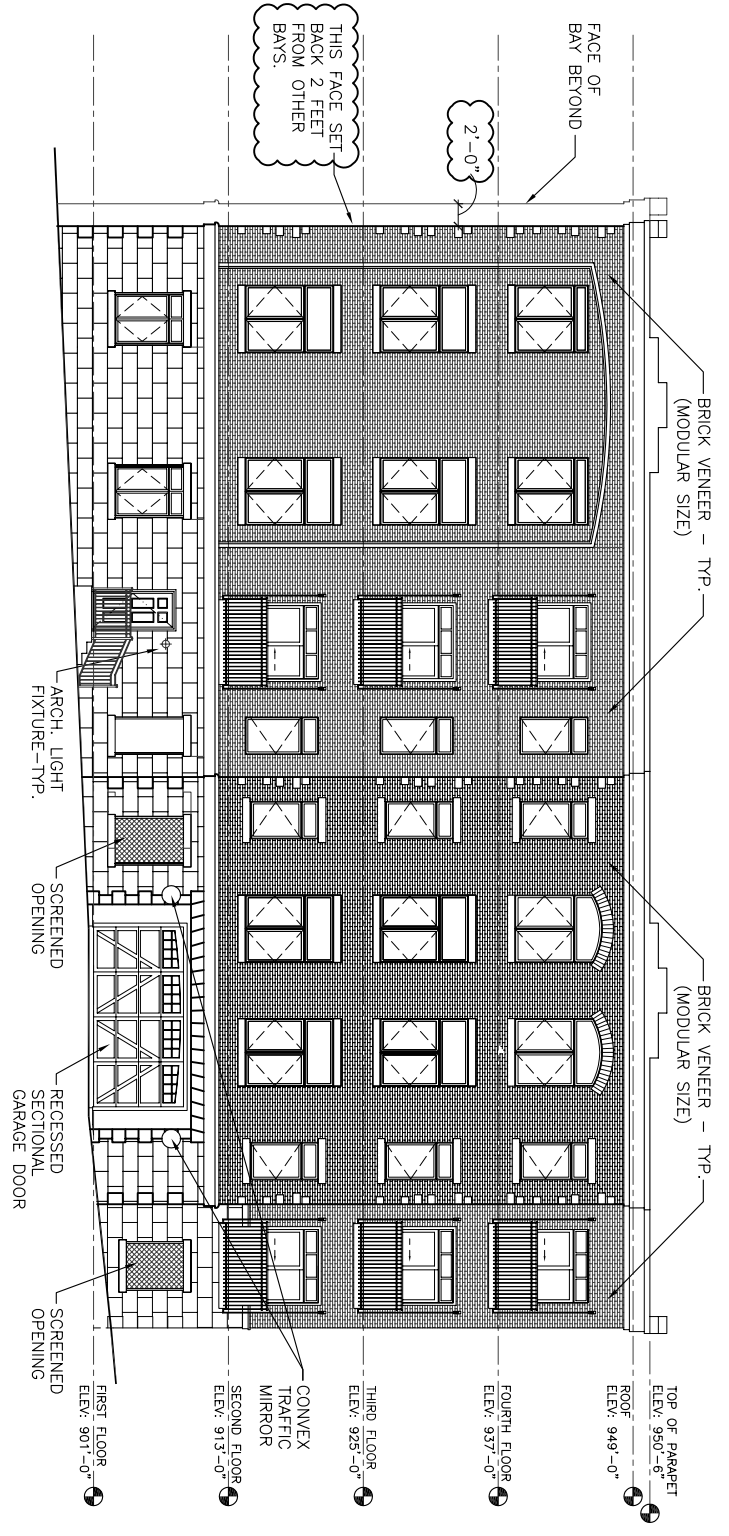 FACE OF
BAY BEYOND
2'-0"
THIS FACE SET
BACK 2 FEET
FROM OTHER
BAYS.
BRICK VENEER - TYP.
(MODULAR SIZE)
BRICK VENEER - TYP.
(MODULAR SIZE)
TOP OF PARAPET
ELEV: 950'-6"
ROOF
ELEV: 949'-0"
FOURTH FLOOR
ELEV: 937'-0"
THIRD FLOOR
ELEV: 925'-0"
SECOND FLOOR
ELEV: 913'-0"
FIRST FLOOR
ELEV: 901'-0"
ARCH. LIGHT
FIXTURE-TYP.
SCREENED
OPENING
RECESSED
SECTIONAL
GARAGE DOOR
CONVEX
TRAFFIC
MIRROR
SCREENED
OPENING